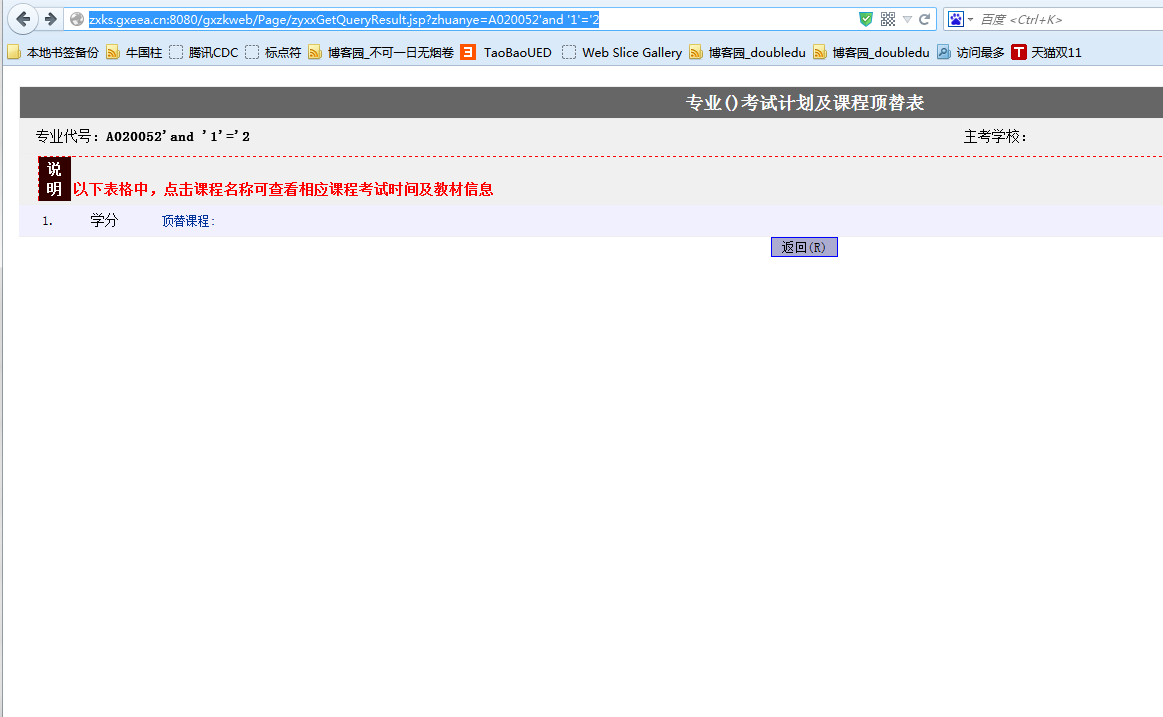 zxks.gxeea.cn:8080/gxzkweb/Page/zyxxGetQueryResult.jsp?zhuanye=A020052'and '1'='2 百度 <Ctrl+K>
本地书签备份 牛国柱 腾讯CDC 标点符 博客园_不可一日无烟卷 TaoBaoUED Web Slice Gallery 博客园_doubledu 博客园_doubledu 访问最多 天猫双11
专业()考试计划及课程顶替表
专业代号：A020052'and '1'='2 主考学校：
说
明 以下表格中，点击课程名称可查看相应课程考试时间及教材信息
1. 学分 顶替课程：
返回(R)